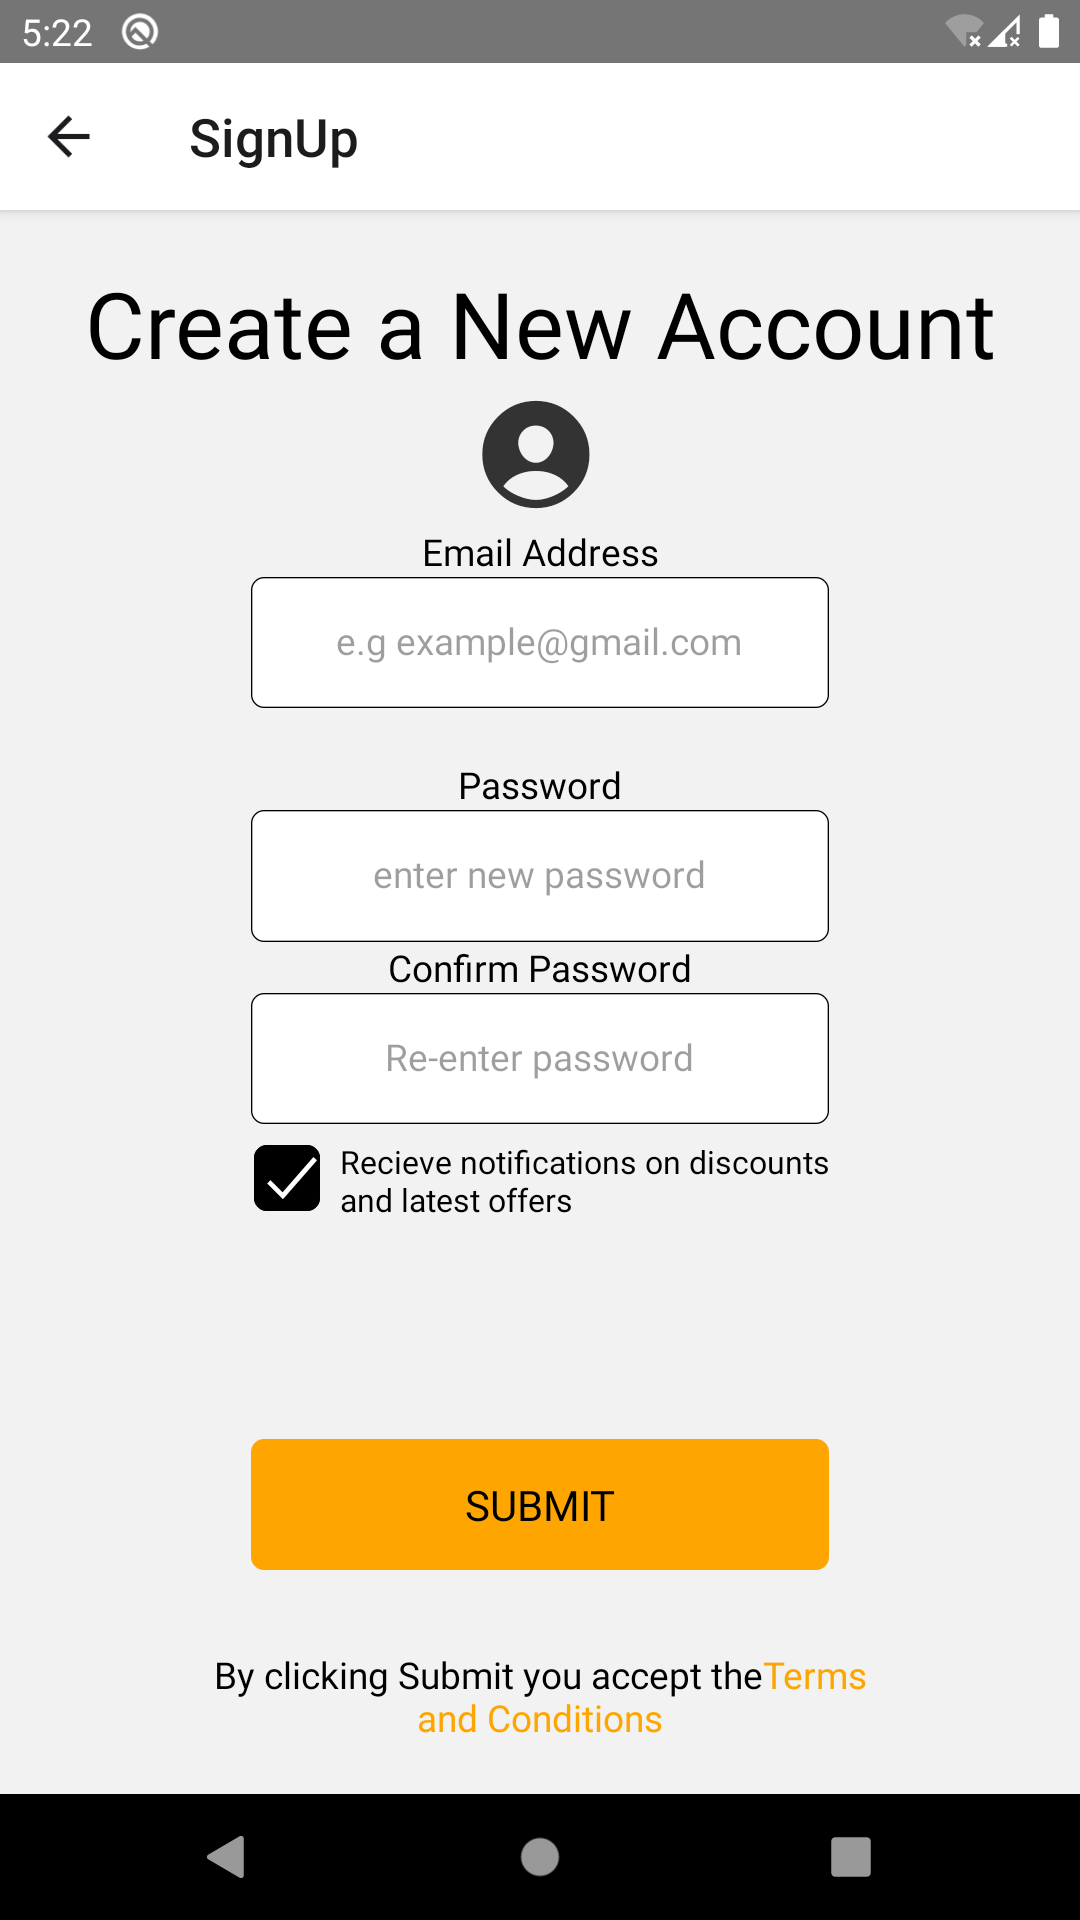 5:22
SignUp
Create a New Account
Email Address
e.g example@gmail.com
Password
enter new password
Confirm Password
Re-enter password
Recieve notifications on discounts
and latest offers
SUBMIT
By clicking Submit you accept theTerms
and Conditions